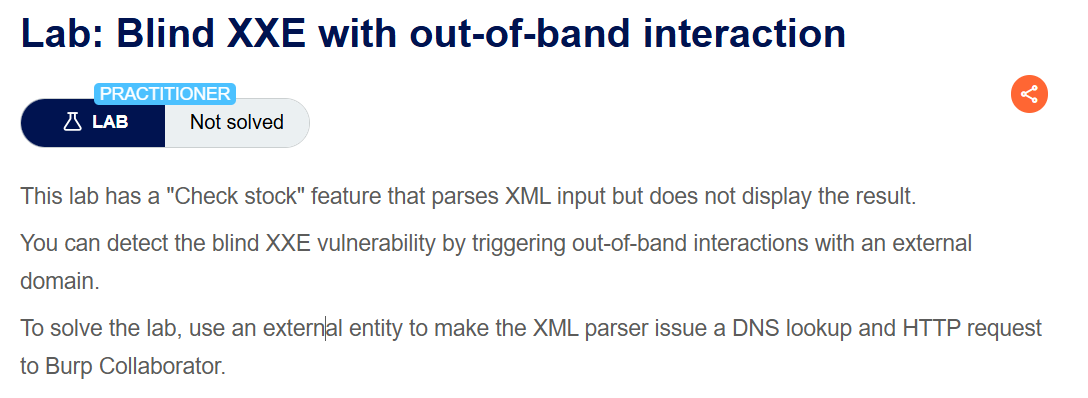 Lab: Blind XXE with out-of-band interaction
PRACTITIONER
LAB Not solved
This lab has a "Check stock" feature that parses XML input but does not display the result.
You can detect the blind XXE vulnerability by triggering out-of-band interactions with an external
domain.
To solve the lab, use an external entity to make the XML parser issue a DNS lookup and HTTP request
to Burp Collaborator.